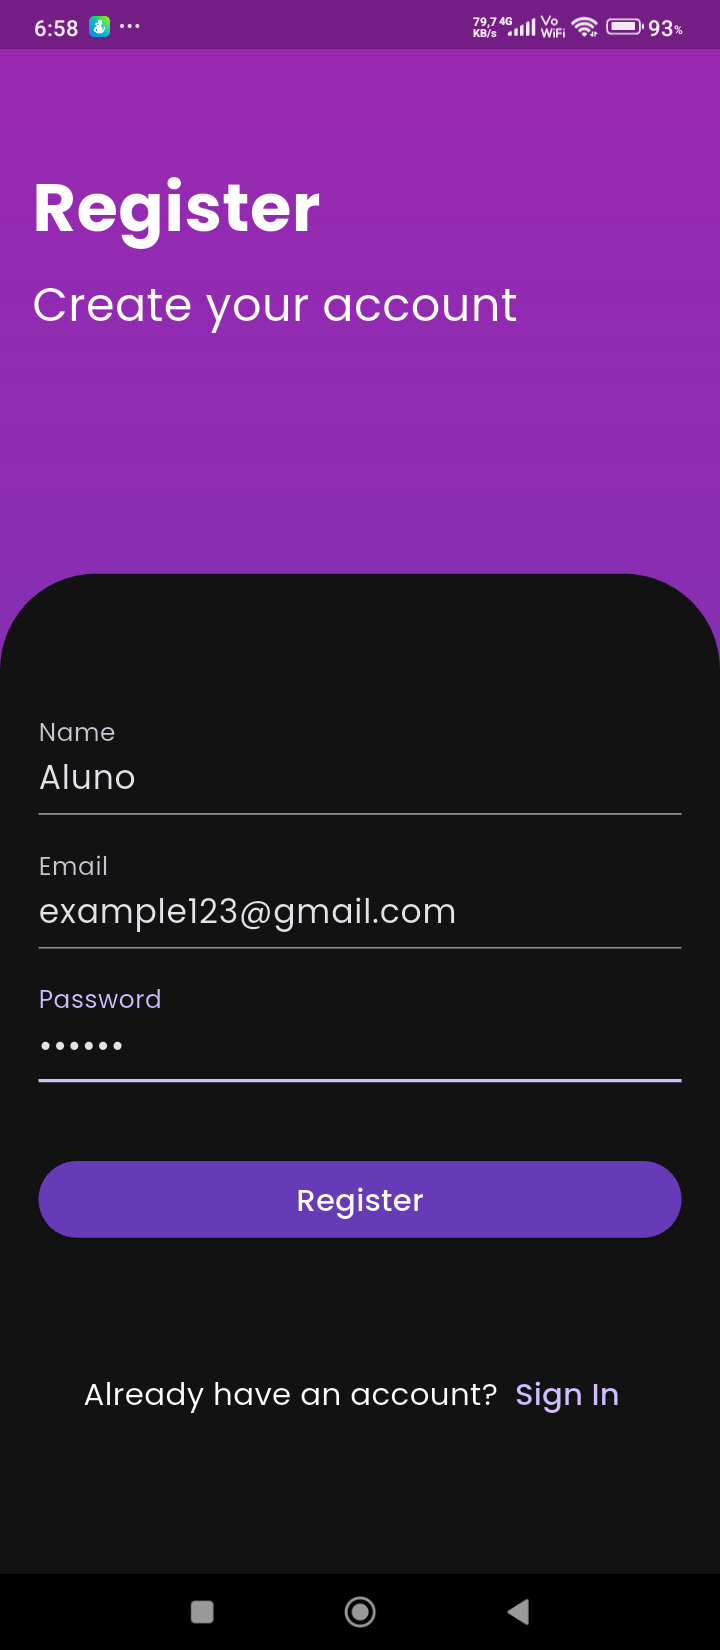 6:58
79,7 4G Vo 93%
KB/s WiFi
Register
Create your account
Name
Aluno
Email
example123@gmail.com
Password
••••••
Register
Already have an account? Sign In